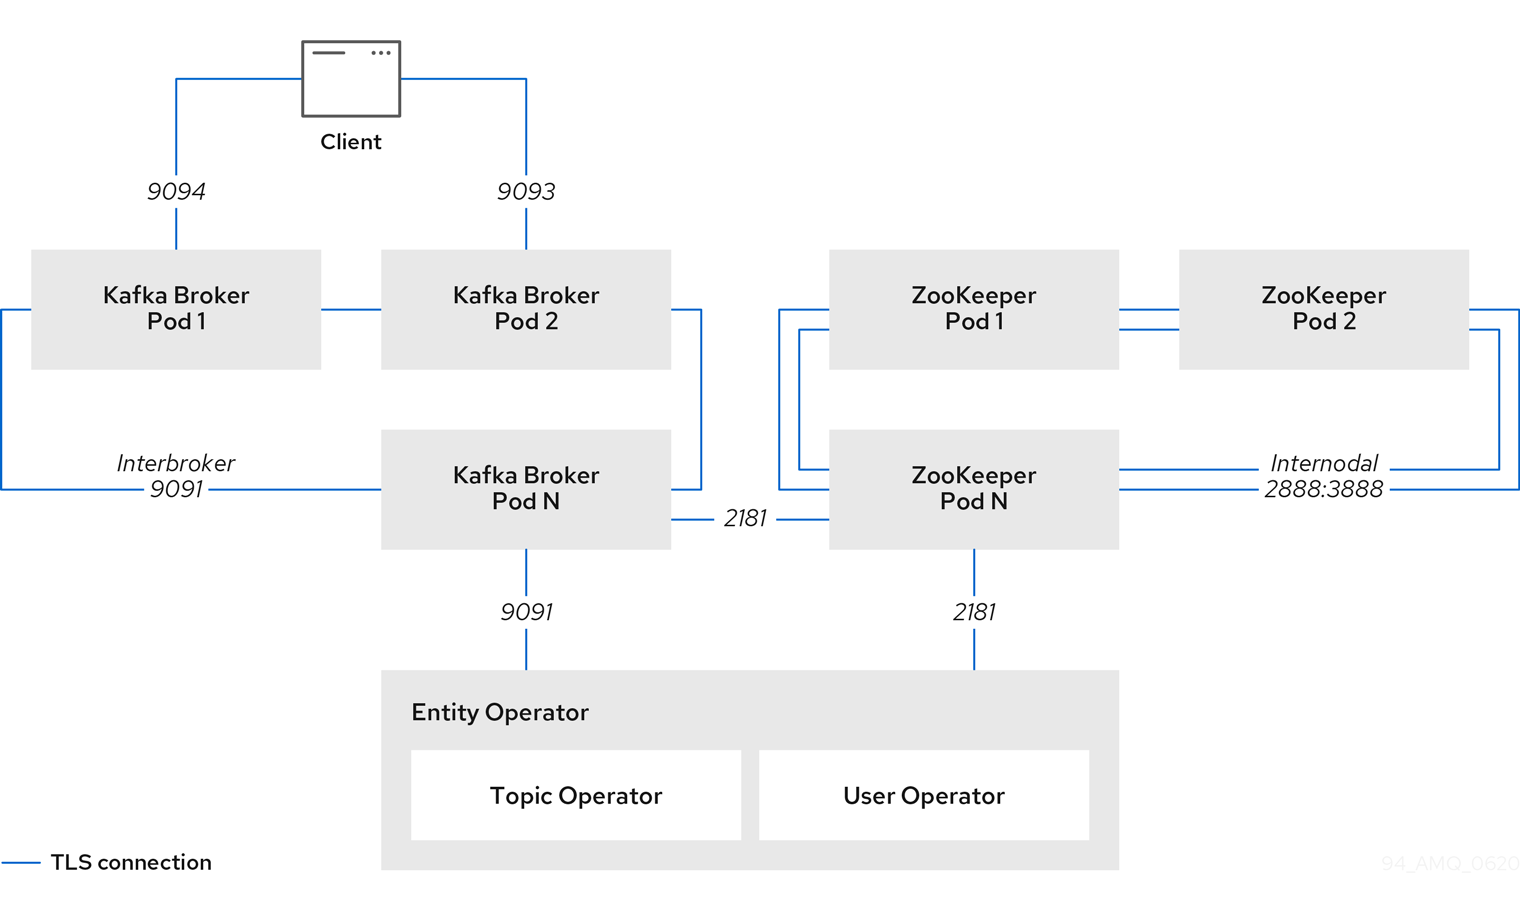 Client
9094
9093
Kafka Broker
Pod 1
Kafka Broker
Pod 2
ZooKeeper
Pod 1
ZooKeeper
Pod 2
Interbroker
9091
Kafka Broker
Pod N
2181
ZooKeeper
Pod N
Internodal
2888:3888
9091
2181
Entity Operator
Topic Operator
User Operator
TLS connection
94_AMQ_0620